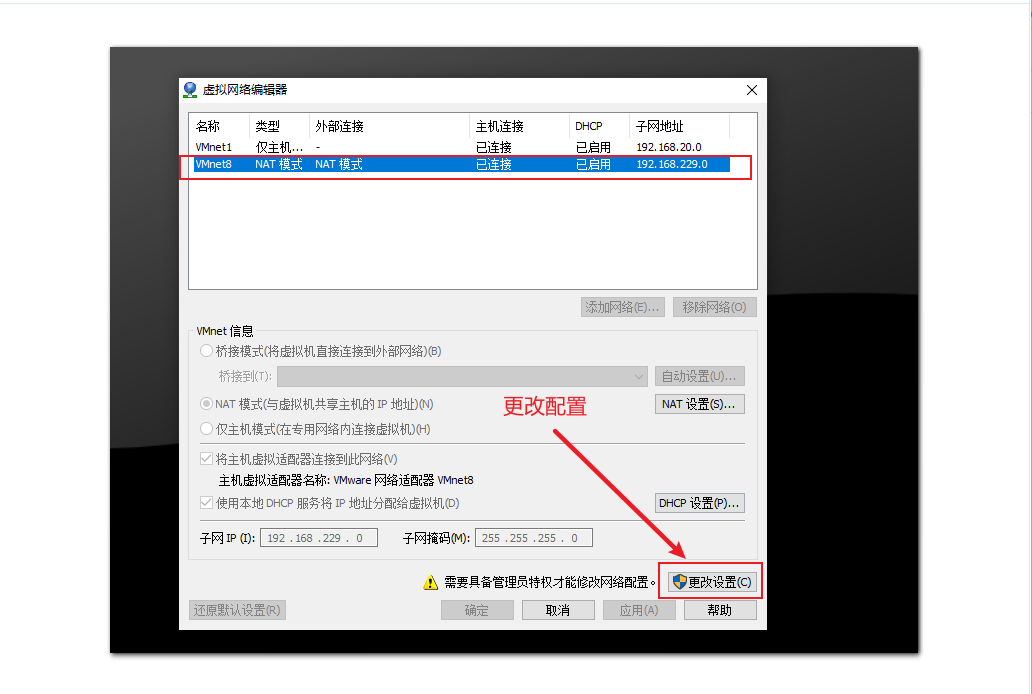 虚拟网络编辑器
名称 类型 外部连接 主机连接 DHCP 子网地址
VMnet1 仅主机... - 已连接 已启用 192.168.20.0
VMnet8 NAT 模式 NAT 模式 已连接 已启用 192.168.229.0
添加网络(E)... 移除网络(O)
VMnet 信息
桥接模式(将虚拟机直接连接到外部网络)(B)
桥接到(T): 自动设置(U)...
NAT 模式(与虚拟机共享主机的 IP 地址)(N) 更改配置 NAT 设置(S)...
仅主机模式(在专用网络内连接虚拟机)(H)
将主机虚拟适配器连接到此网络(V)
主机虚拟适配器名称: VMware 网络适配器 VMnet8
使用本地 DHCP 服务将 IP 地址分配给虚拟机(D) DHCP 设置(P)...
子网 IP (I): 192 . 168 . 229 . 0 子网掩码(M): 255 . 255 . 255 . 0
需要具备管理员特权才能修改网络配置。 更改设置(C)
还原默认设置(R) 确定 取消 应用(A) 帮助